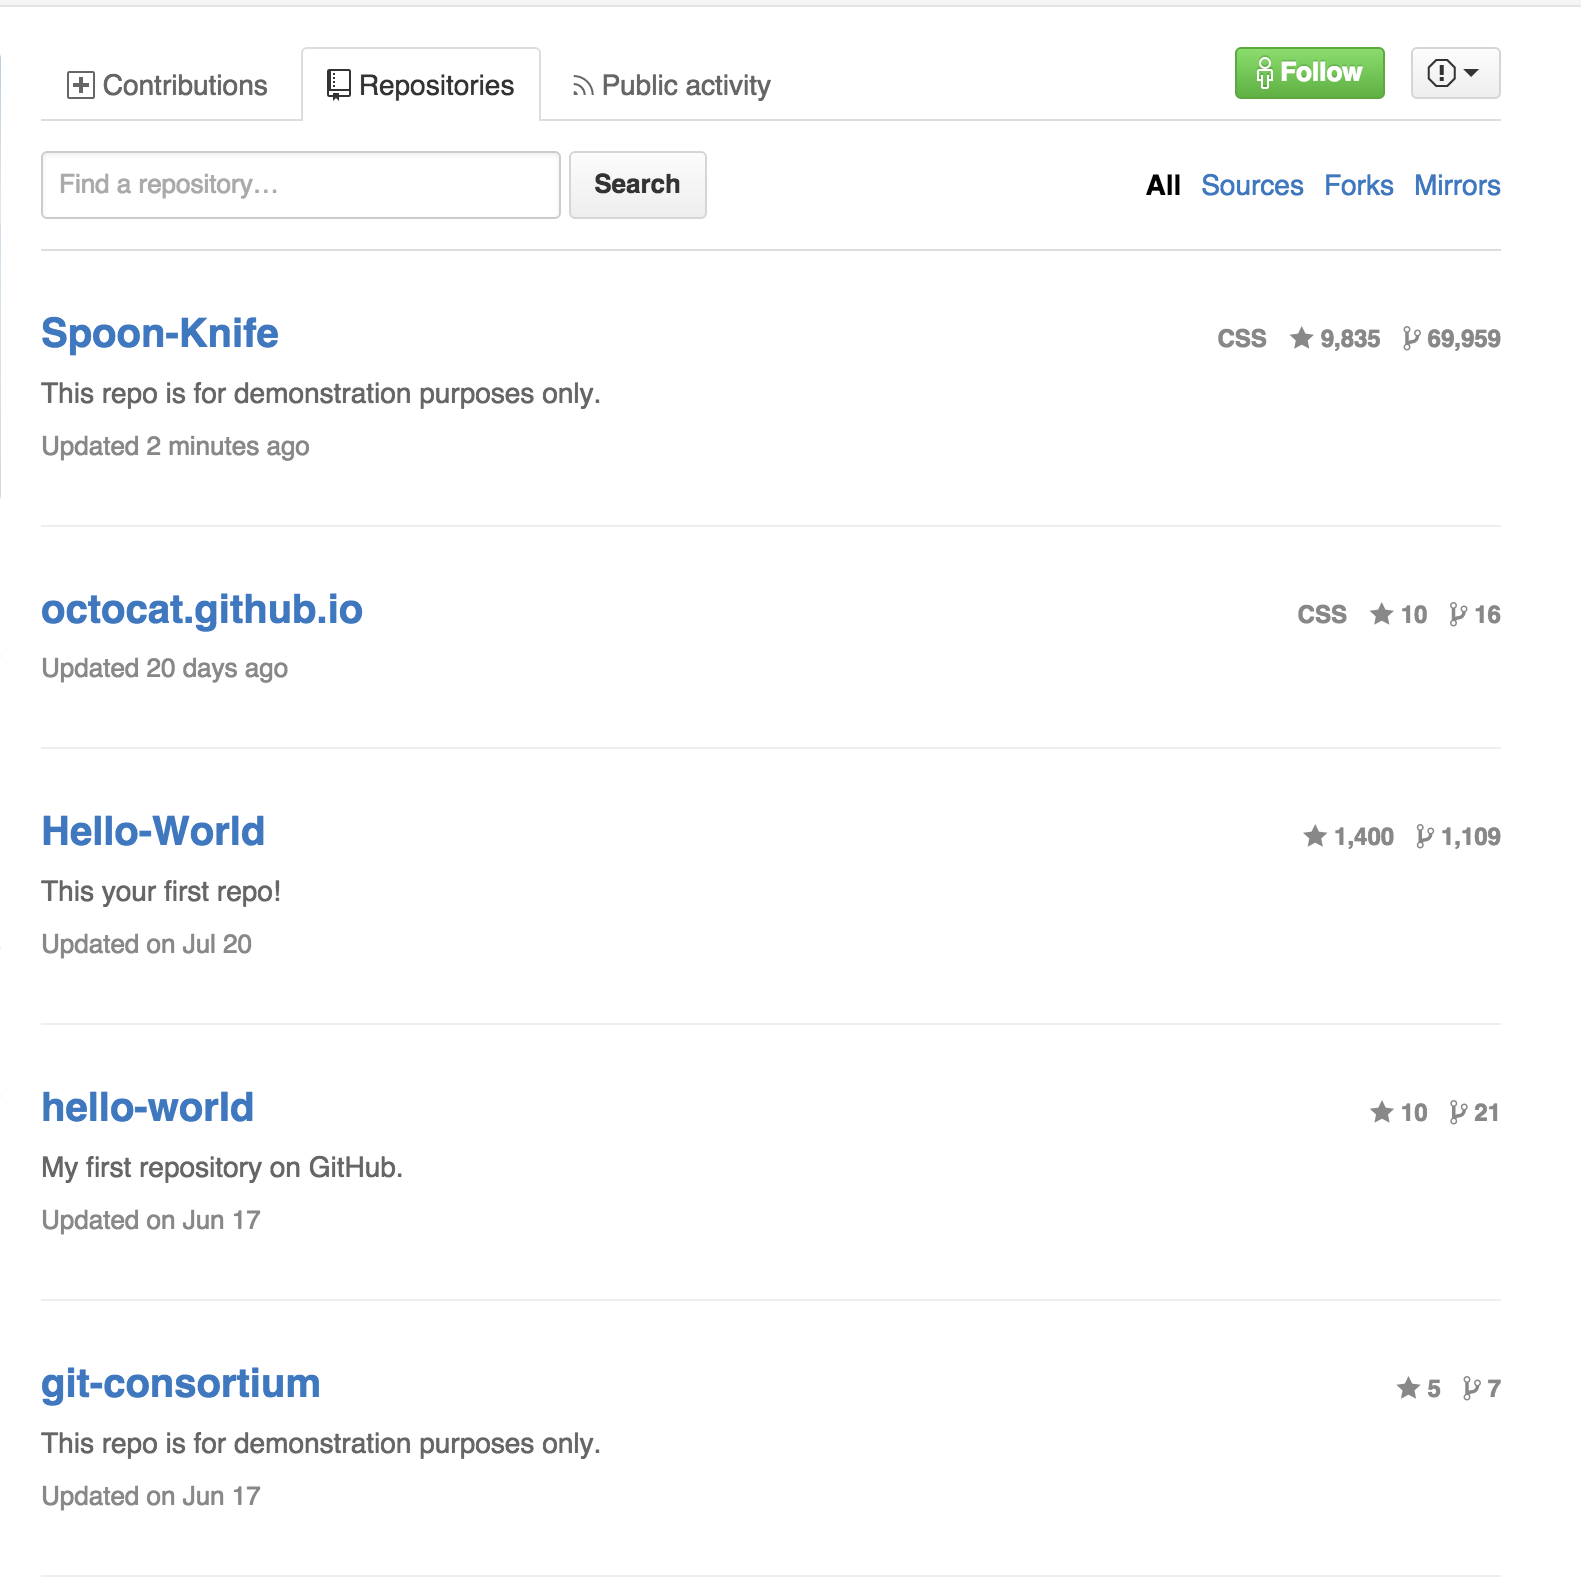 Contributions Repositories Public activity Follow
Find a repository... Search All Sources Forks Mirrors
Spoon-Knife CSS 9,835 69,959
This repo is for demonstration purposes only.
Updated 2 minutes ago
octocat.github.io CSS 10 16
Updated 20 days ago
Hello-World 1,400 1,109
This your first repo!
Updated on Jul 20
hello-world 10 21
My first repository on GitHub.
Updated on Jun 17
git-consortium 5 7
This repo is for demonstration purposes only.
Updated on Jun 17